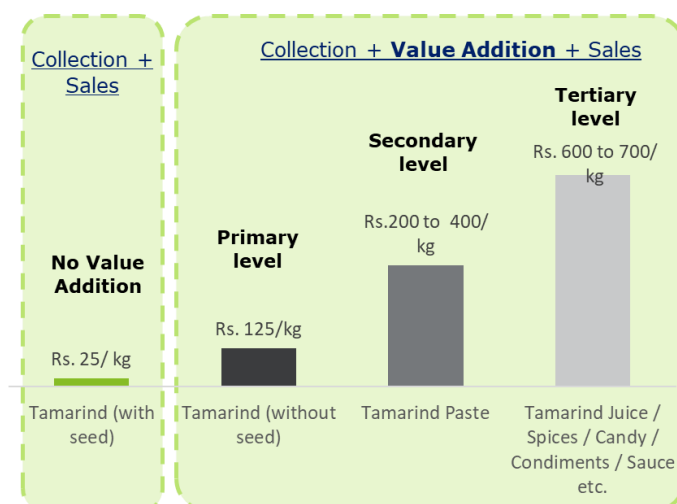 Collection +
Sales
Collection + Value Addition + Sales
No Value
Addition
Rs. 25/ kg
Tamarind (with
seed)
Primary
level
Rs. 125/kg
Tamarind (without
seed)
Secondary
level
Rs.200 to 400/
kg
Tamarind Paste
Tertiary
level
Rs. 600 to 700/
kg
Tamarind Juice /
Spices / Candy /
Condiments / Sauce
etc.